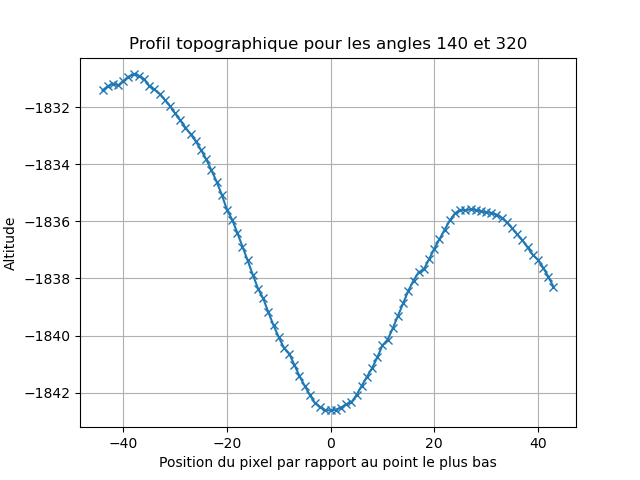 Profil topographique pour les angles 140 et 320
−1832
−1834
−1836
−1838
−1840
−1842
Altitude
−40 −20 0 20 40
Position du pixel par rapport au point le plus bas